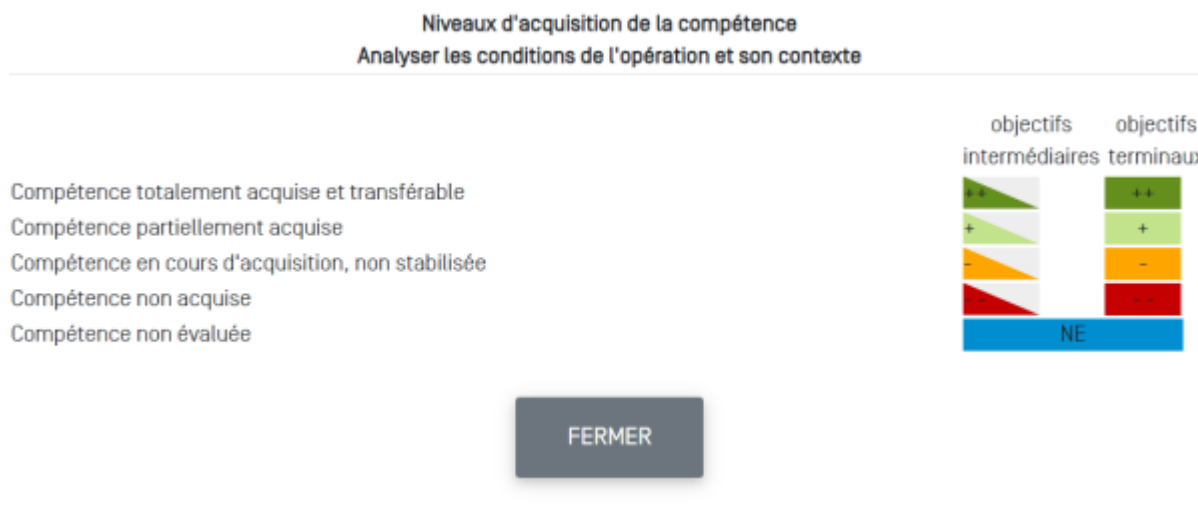 Niveaux d'acquisition de la compétence
Analyser les conditions de l'opération et son contexte
objectifs objectifs
intermédiaires terminaux
Compétence totalement acquise et transférable ++ ++
Compétence partiellement acquise + +
Compétence en cours d'acquisition, non stabilisée - -
Compétence non acquise -- --
Compétence non évaluée NE
FERMER